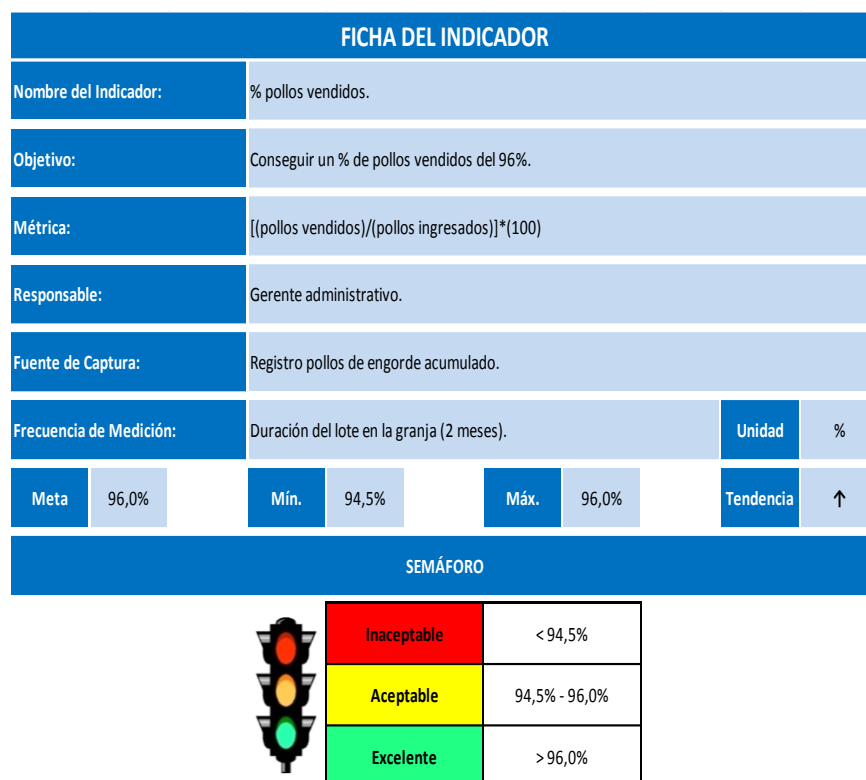 FICHA DEL INDICADOR
Nombre del Indicador: % pollos vendidos.
Objetivo: Conseguir un % de pollos vendidos del 96%.
Métrica: [(pollos vendidos)/(pollos ingresados)]*(100)
Responsable: Gerente administrativo.
Fuente de Captura: Registro pollos de engorde acumulado.
Frecuencia de Medición: Duración del lote en la granja (2 meses). Unidad %
Meta 96,0% Mín. 94,5% Máx. 96,0% Tendencia ↑
SEMÁFORO
Inaceptable < 94,5%
Aceptable 94,5% - 96,0%
Excelente > 96,0%